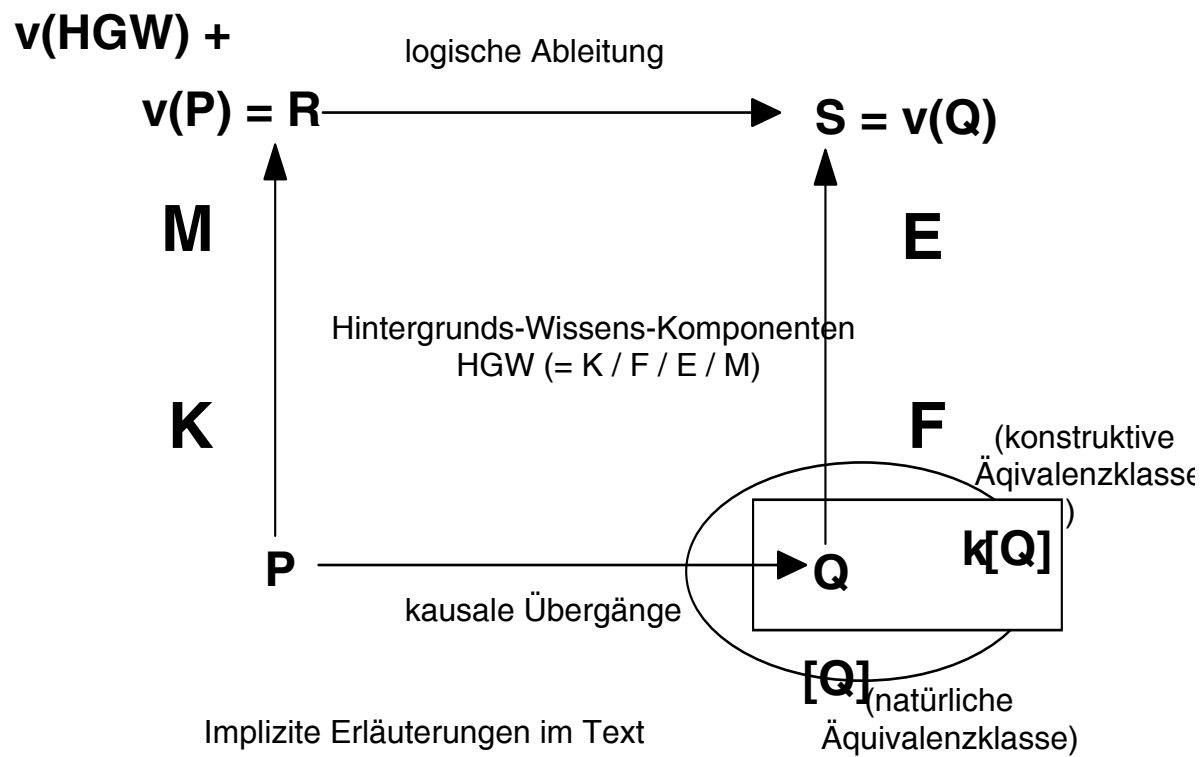 v(HGW) +
logische Ableitung
v(P) = R
S = v(Q)
M
E
Hintergrunds-Wissens-Komponenten
HGW (= K / F / E / M)
K
F
(konstruktive
Äqivalenzklasse
)
k[Q]
P
Q
kausale Übergänge
[Q]
(natürliche
Äquivalenzklasse)
Implizite Erläuterungen im Text